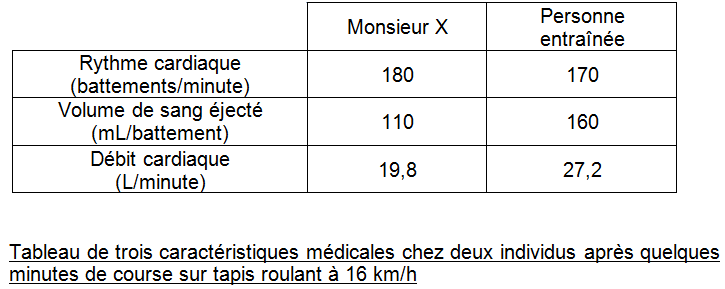 Monsieur X
Personne
entraînée
Rythme cardiaque
(battements/minute)
180
170
Volume de sang éjecté
(mL/battement)
110
160
Débit cardiaque
(L/minute)
19,8
27,2
Tableau de trois caractéristiques médicales chez deux individus après quelques
minutes de course sur tapis roulant à 16 km/h